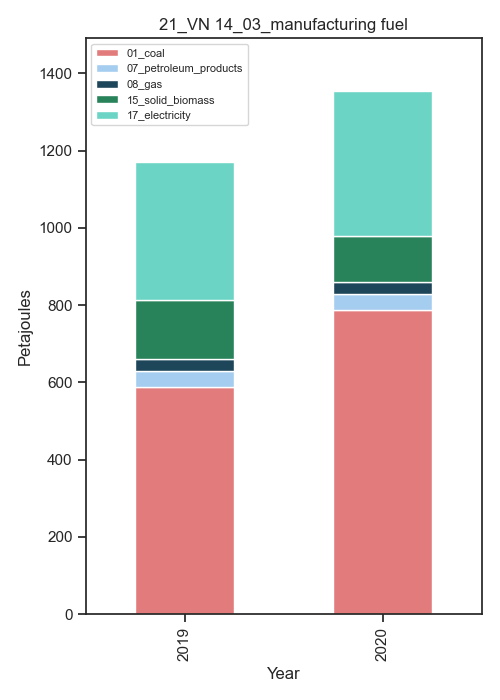 21_VN 14_03_manufacturing fuel
01_coal
07_petroleum_products
08_gas
15_solid_biomass
17_electricity
1400
1200
1000
800
600
400
200
0
Petajoules
2019
2020
Year